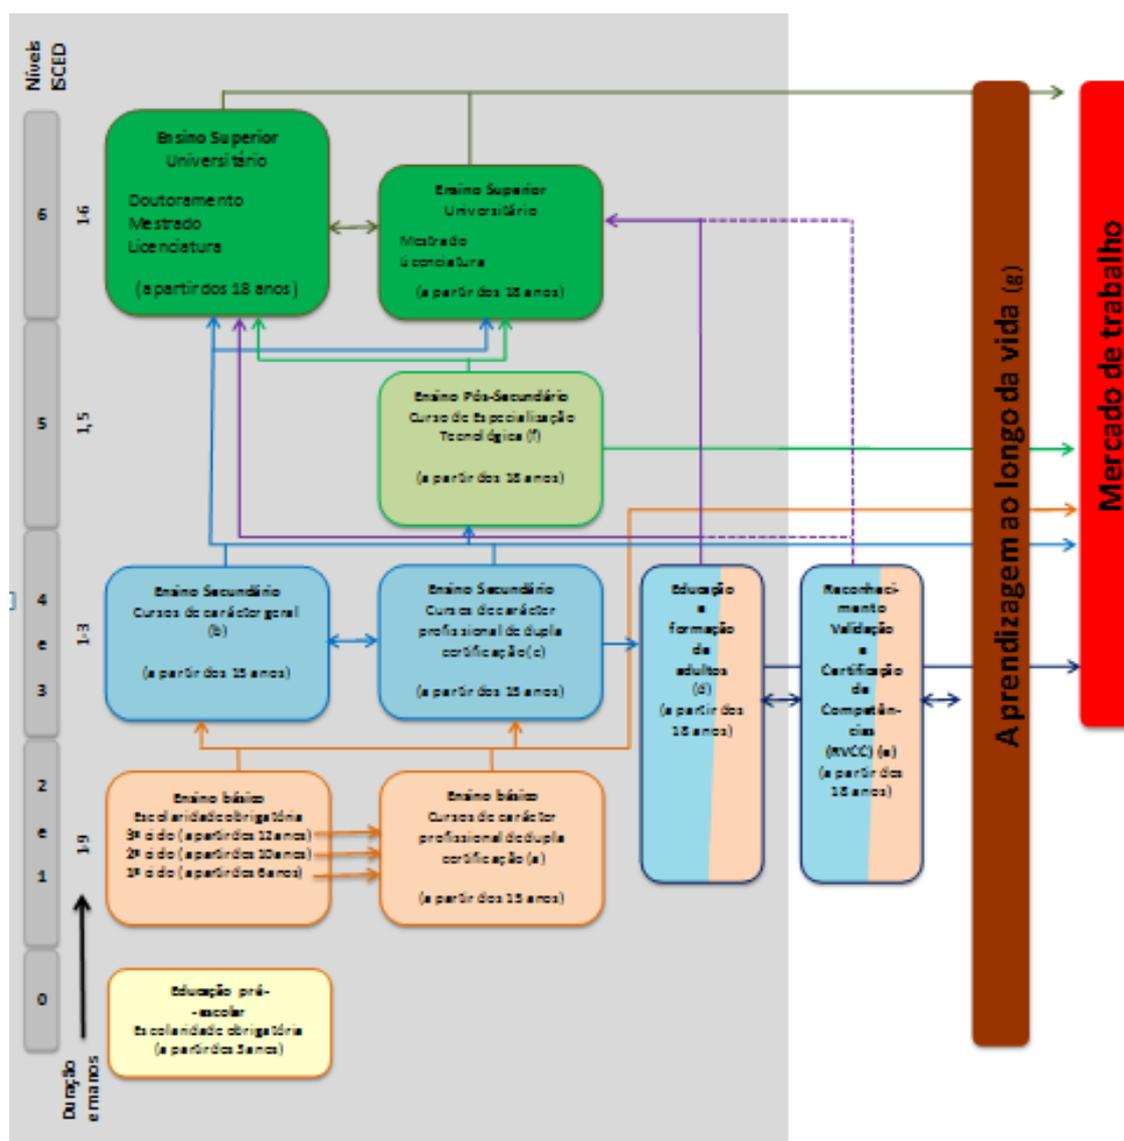 Níveis
ISCED
6
1-6
5
1,5
4
e
3
1-3
2
e
1
1-9
0
Duração
em anos
Ensino Superior
Universitário
Doutoramento
Mestrado
Licenciatura
(a partir dos 18 anos)
Ensino Superior
Universitário
Mestrado
Licenciatura
(a partir dos 18 anos)
Ensino Pós-Secundário
Curso de Especialização
Tecnológica (f)
(a partir dos 18 anos)
Ensino Secundário
Cursos de carácter geral
(b)
(a partir dos 15 anos)
Ensino Secundário
Cursos de carácter
profissional de dupla
certificação (c)
(a partir dos 15 anos)
Educação
e
formação
de
adultos
(d)
(a partir dos
18 anos)
Reconheci-
mento
Validação
e
Certificação
de
Competên-
cias
(RVCC) (e)
(a partir dos
18 anos)
Ensino básico
Escolaridade obrigatória
3º ciclo (a partir dos 12 anos)
2º ciclo (a partir dos 10 anos)
1º ciclo (a partir dos 6 anos)
Ensino básico
Cursos de carácter
profissional de dupla
certificação (a)
(a partir dos 15 anos)
Educação pré-
-escolar
Escolaridade obrigatória
(a partir dos 3 anos)
Aprendizagem ao longo da vida (g)
Mercado de trabalho